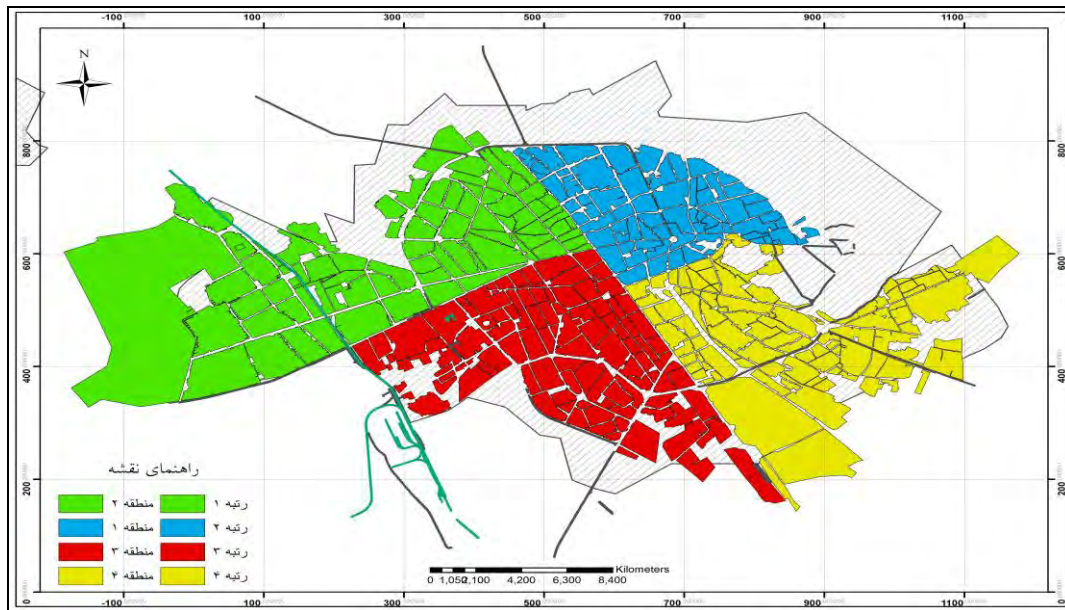 -100 100 300 500 700 900 1100
N
800 800
600 600
400 400
200 200
0 0
راهنمای نقشه
رتبه ۱ منطقه ۲
رتبه ۲ منطقه ۱
رتبه ۳ منطقه ۳
رتبه ۴ منطقه ۴
Kilometers
0 1,050 2,100 4,200 6,300 8,400
-100 100 300 500 700 900 1100